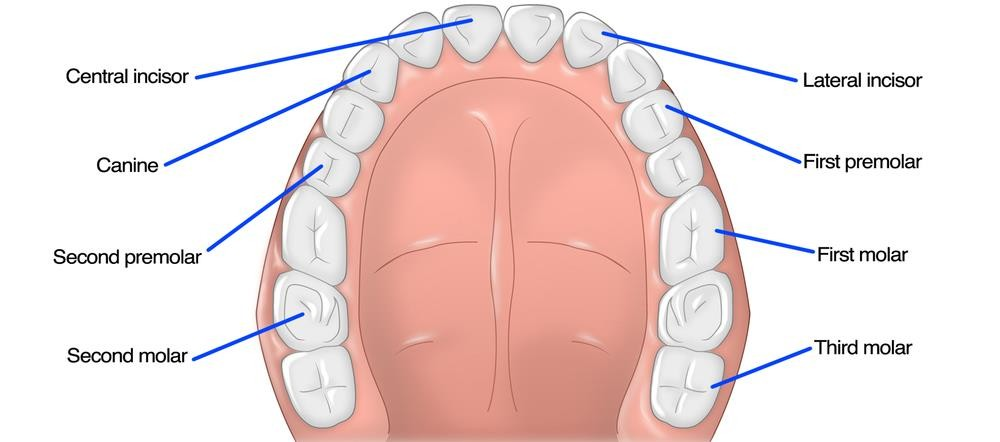 Central incisor
Lateral incisor
Canine
First premolar
Second premolar
First molar
Second molar
Third molar